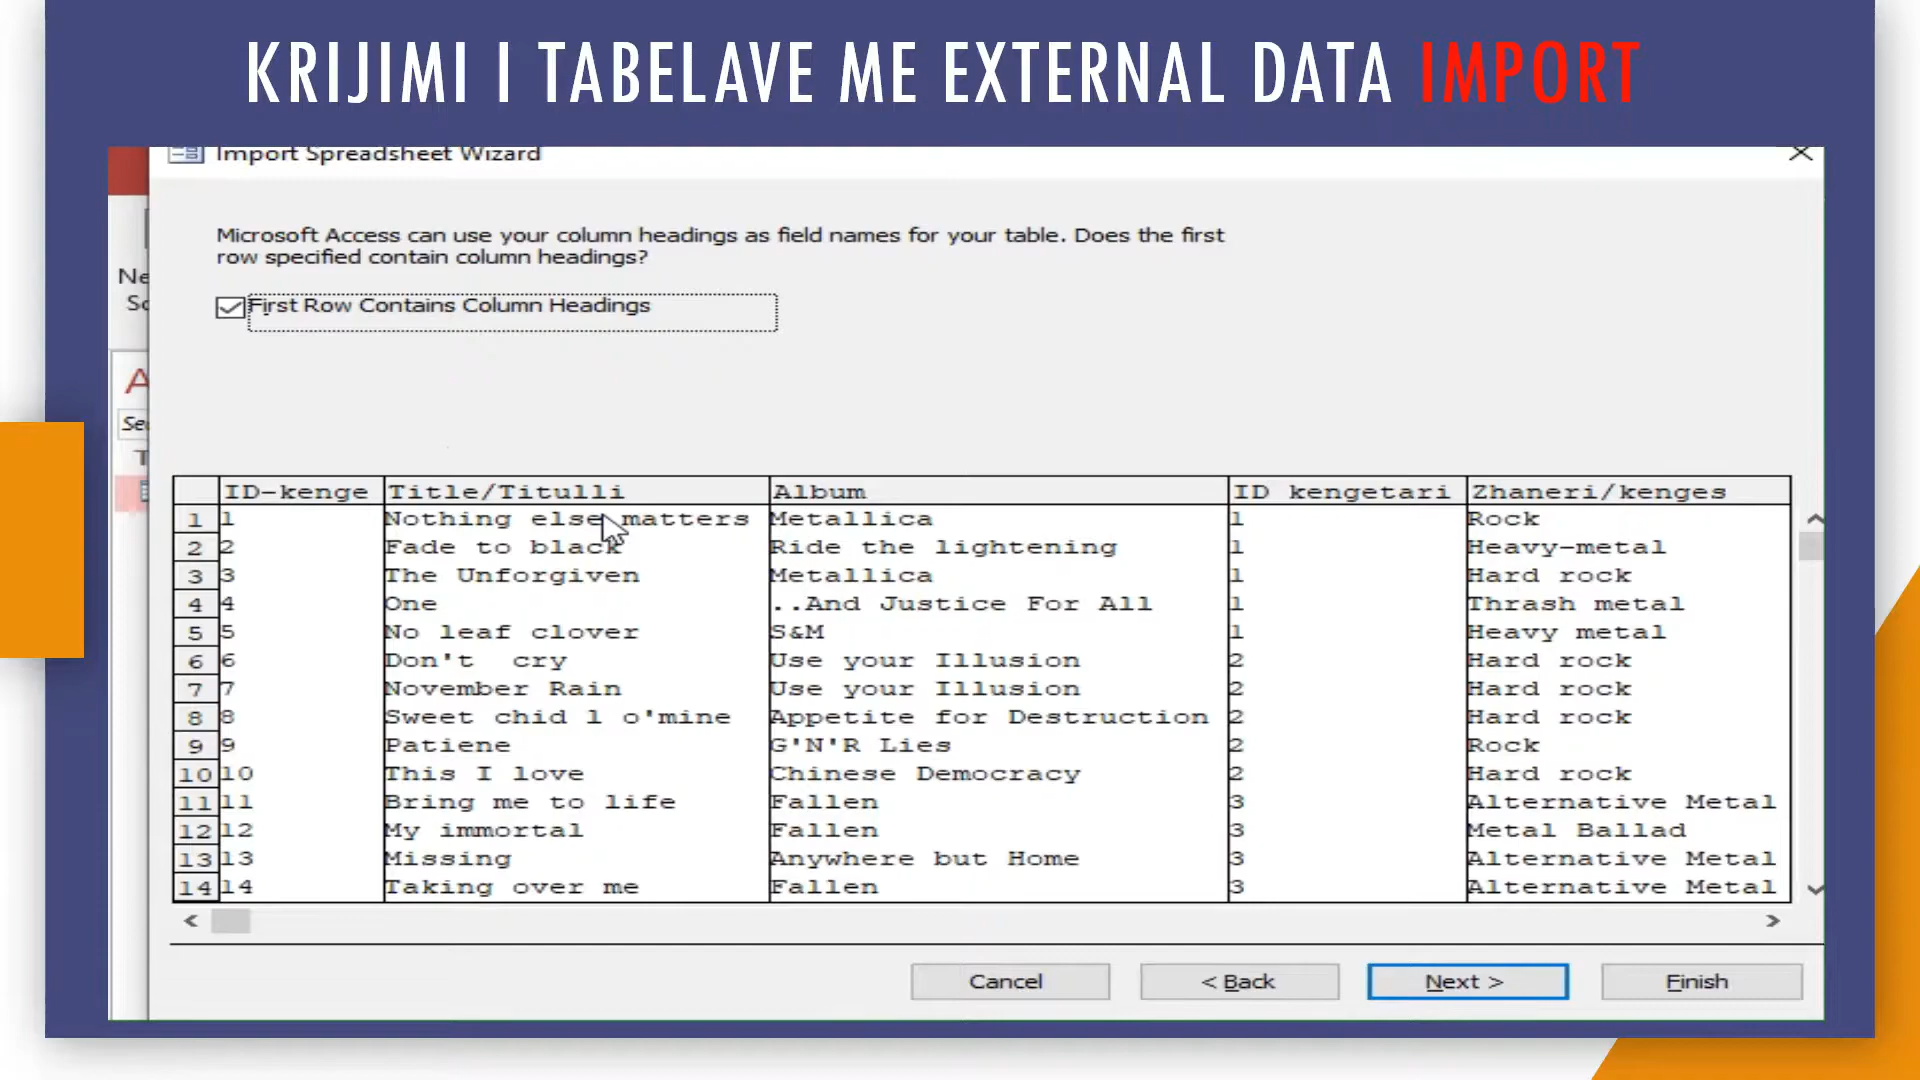 KRIJIMI I TABELAVE ME EXTERNAL DATA IMPORT
Import Spreadsheet Wizard
Microsoft Access can use your column headings as field names for your table. Does the first
row specified contain column headings?
First Row Contains Column Headings
ID-kenge Title/Titulli Album ID kengetari Zhaneri/kenges
1 1 Nothing else matters Metallica 1 Rock
2 2 Fade to black Ride the lightening 1 Heavy-metal
3 3 The Unforgiven Metallica 1 Hard rock
4 4 One ..And Justice For All 1 Thrash metal
5 5 No leaf clover S&M 1 Heavy metal
6 6 Don't cry Use your Illusion 2 Hard rock
7 7 November Rain Use your Illusion 2 Hard rock
8 8 Sweet chid l o'mine Appetite for Destruction 2 Hard rock
9 9 Patiene G'N'R Lies 2 Rock
10 10 This I love Chinese Democracy 2 Hard rock
11 11 Bring me to life Fallen 3 Alternative Metal
12 12 My immortal Fallen 3 Metal Ballad
13 13 Missing Anywhere but Home 3 Alternative Metal
14 14 Taking over me Fallen 3 Alternative Metal
Cancel < Back Next > Finish